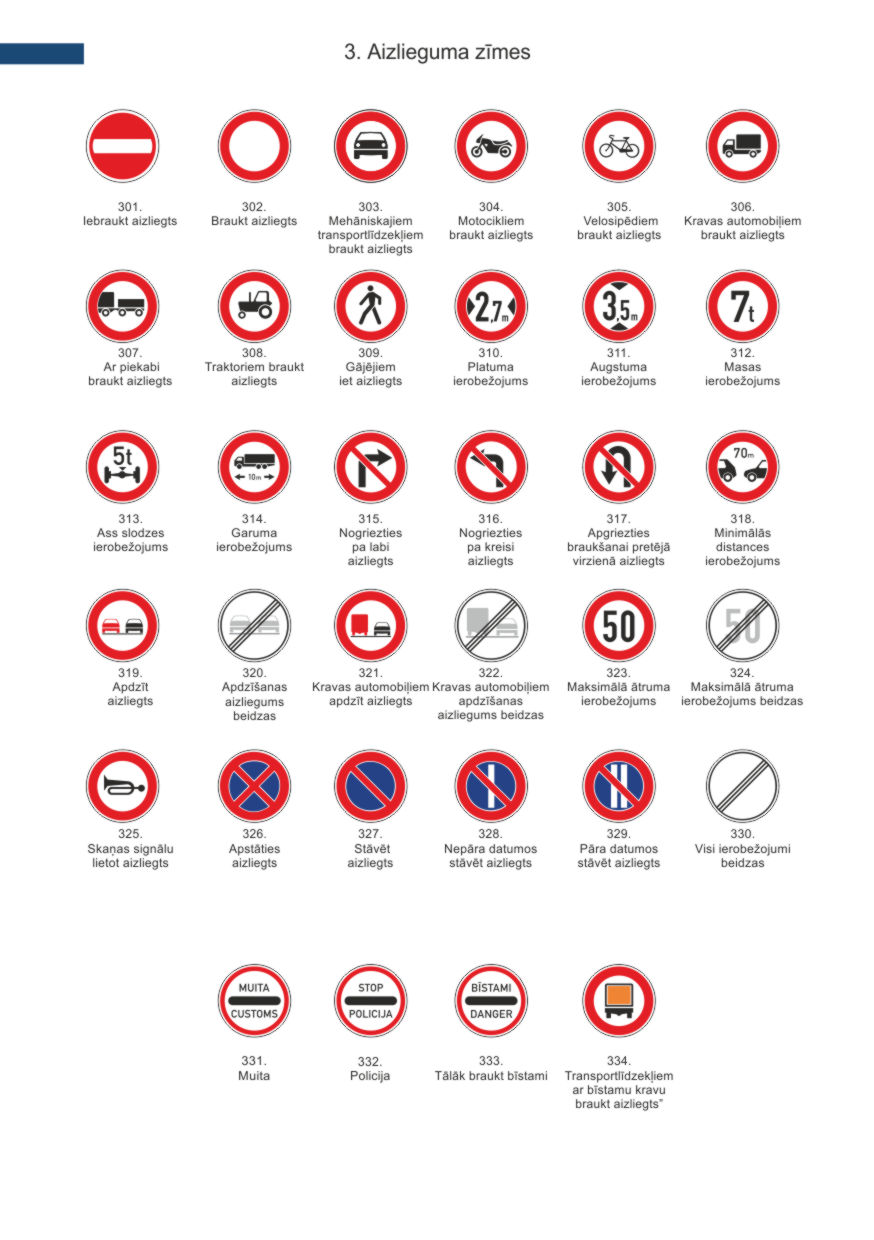 3. Aizlieguma zīmes
301.
Iebraukt aizliegts
302.
Braukt aizliegts
303.
Mehāniskajiem
transportlīdzekļiem
braukt aizliegts
304.
Motocikliem
braukt aizliegts
305.
Velosipēdiem
braukt aizliegts
306.
Kravas automobiļiem
braukt aizliegts
2,7m
3,5m
7t
307.
Ar piekabi
braukt aizliegts
308.
Traktoriem braukt
aizliegts
309.
Gājējiem
iet aizliegts
310.
Platuma
ierobežojums
311.
Augstuma
ierobežojums
312.
Masas
ierobežojums
5t
10m
70m
313.
Ass slodzes
ierobežojums
314.
Garuma
ierobežojums
315.
Nogriezties
pa labi
aizliegts
316.
Nogriezties
pa kreisi
aizliegts
317.
Apgriezties
braukšanai pretējā
virzienā aizliegts
318.
Minimālās
distances
ierobežojums
50
50
319.
Apdzīt
aizliegts
320.
Apdzīšanas
aizliegums
beidzas
321.
Kravas automobiļiem
apdzīt aizliegts
322.
Kravas automobiļiem
apdzīšanas
aizliegums beidzas
323.
Maksimālā ātruma
ierobežojums
324.
Maksimālā ātruma
ierobežojums beidzas
325.
Skaņas signālu
lietot aizliegts
326.
Apstāties
aizliegts
327.
Stāvēt
aizliegts
328.
Nepāra datumos
stāvēt aizliegts
329.
Pāra datumos
stāvēt aizliegts
330.
Visi ierobežojumi
beidzas
MUITA
CUSTOMS
STOP
POLICIJA
BĪSTAMI
DANGER
331.
Muita
332.
Policija
333.
Tālāk braukt bīstami
334.
Transportlīdzekļiem
ar bīstamu kravu
braukt aizliegts”